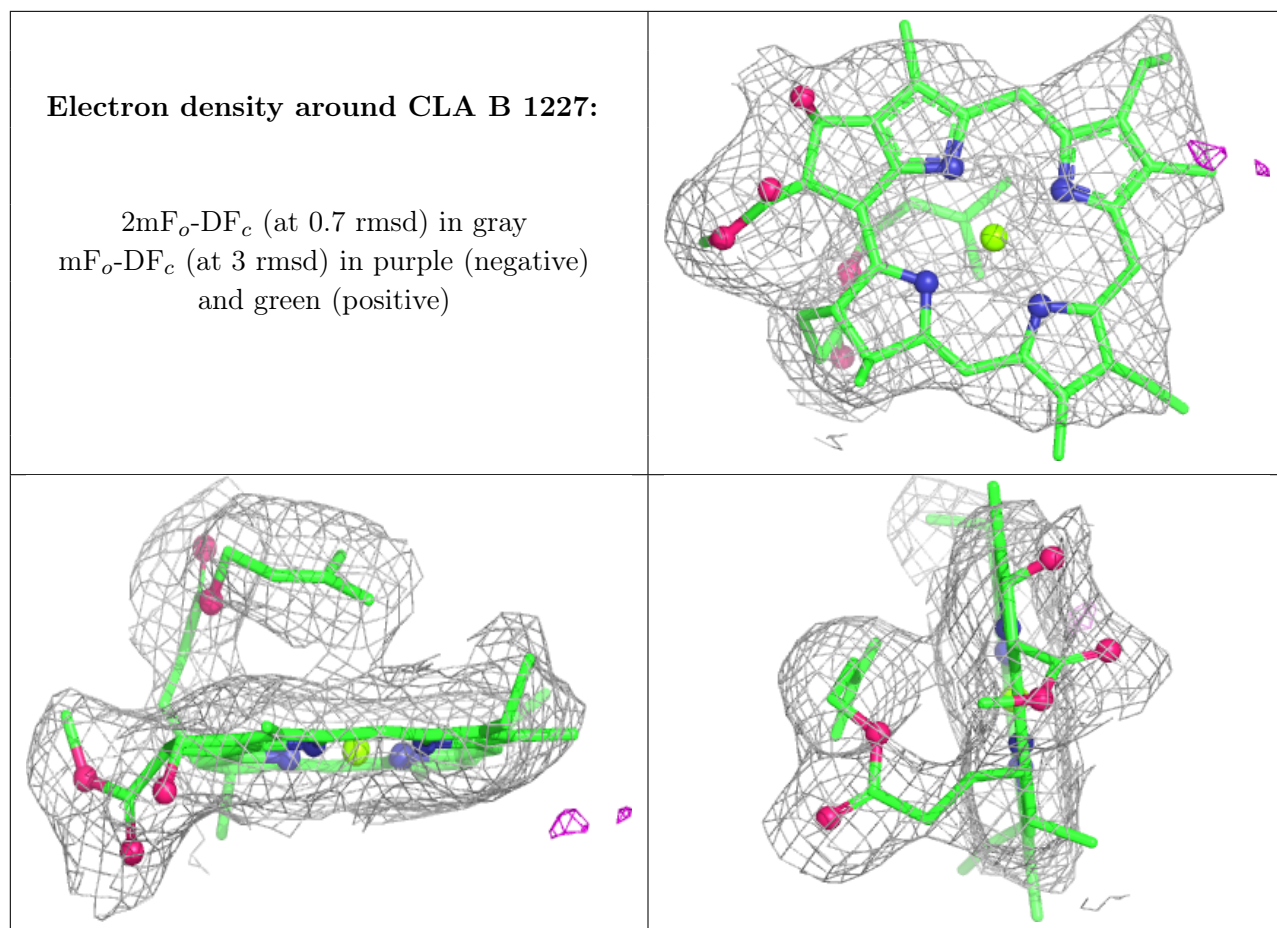 Electron density around CLA B 1227:
2mFo-DFc (at 0.7 rmsd) in gray
mFo-DFc (at 3 rmsd) in purple (negative)
and green (positive)